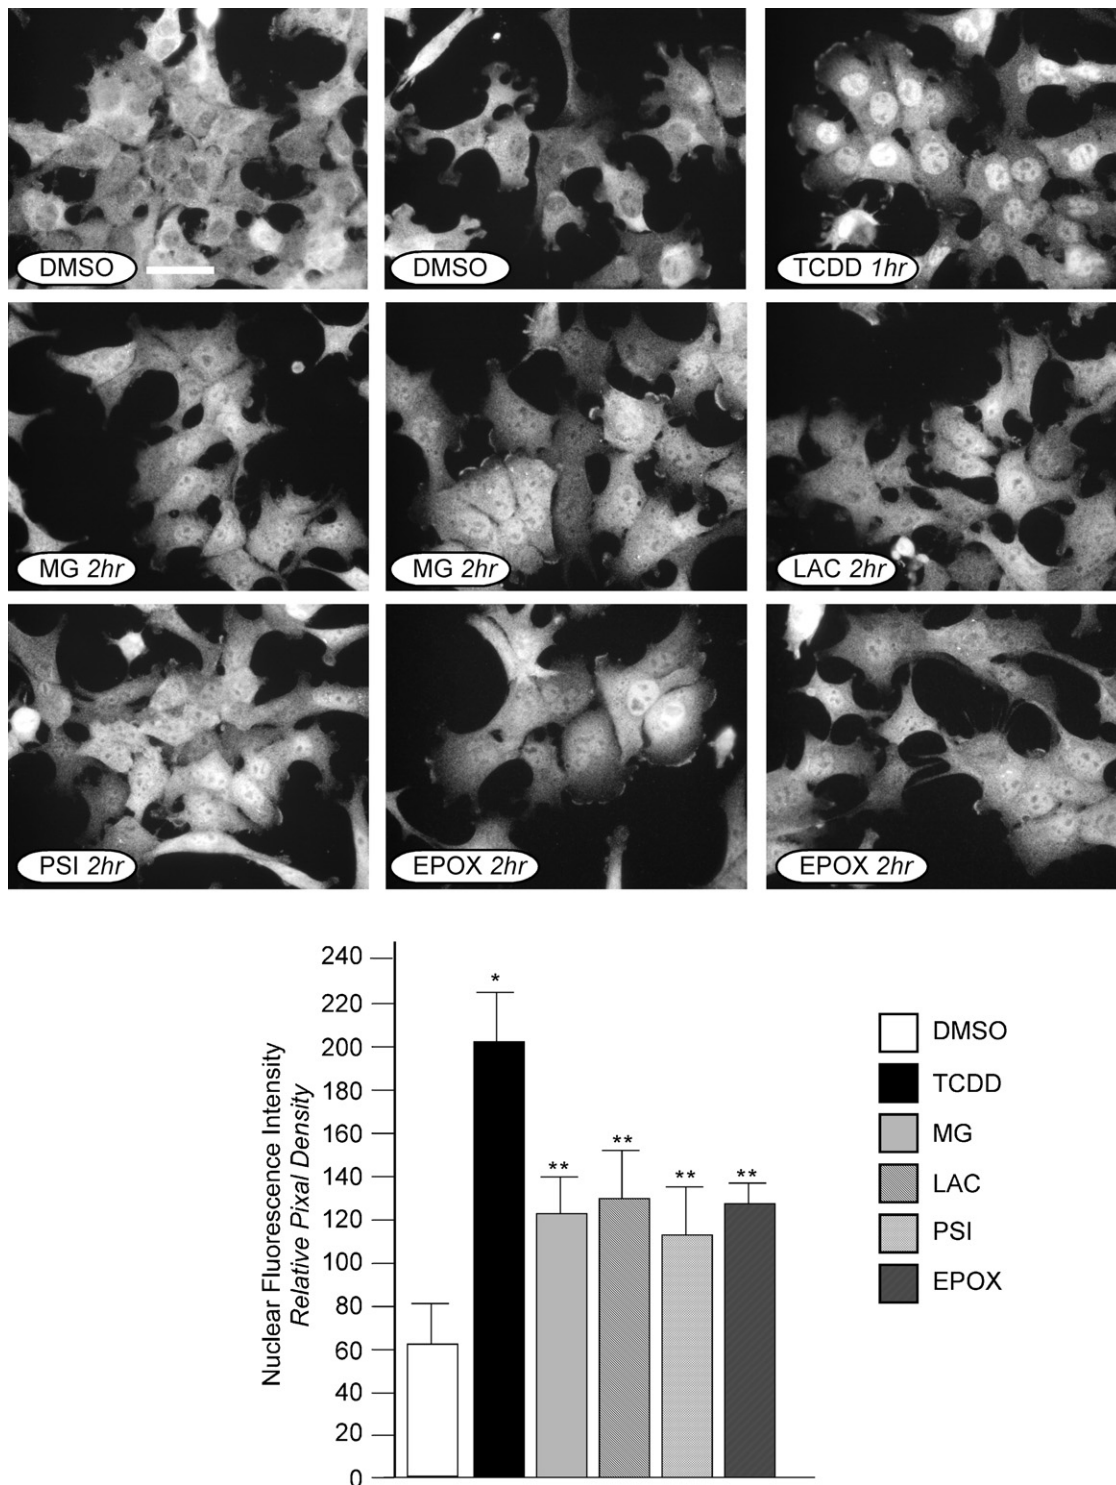 DMSO
DMSO
TCDD 1hr
MG 2hr
MG 2hr
LAC 2hr
PSI 2hr
EPOX 2hr
EPOX 2hr
Nuclear Fluorescence Intensity
Relative Pixal Density
240
220
200
180
160
140
120
100
80
60
40
20
0
*
**
**
**
**
DMSO
TCDD
MG
LAC
PSI
EPOX